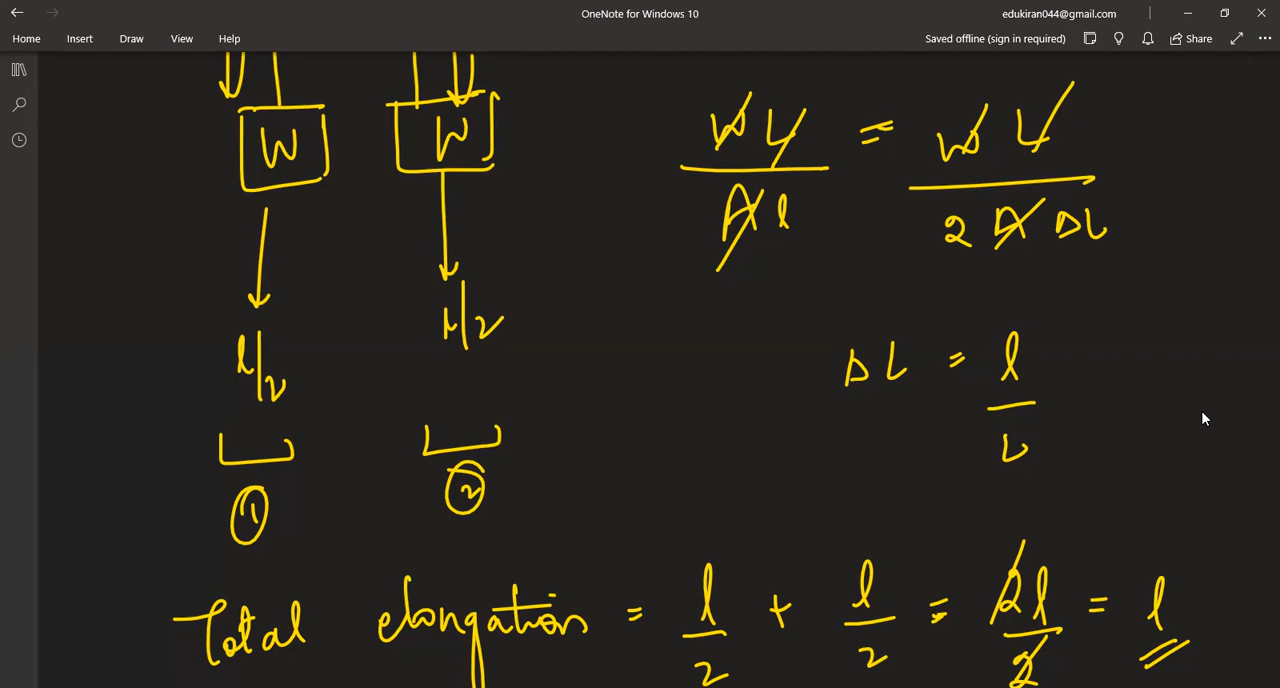 OneNote for Windows 10
edukiran044@gmail.com
Home Insert Draw View Help
Saved offline (sign in required)
Share
W W
WL/Al = WL/2AΔL
l/2
l/2
ΔL = l/2
1 2
Total elongation = l/2 + l/2 = 2l/2 = l